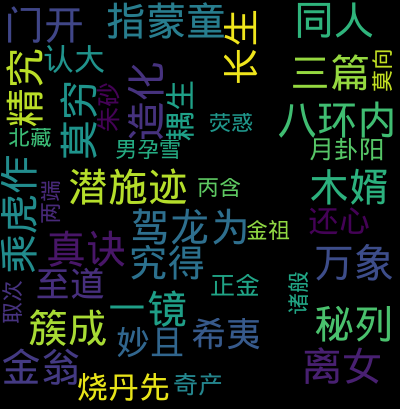 门开
指蒙童
长生
同人
认大
精究
莫穷
朱砂
造化
耦生
三篇
莫向
八环内
荧惑
北藏
男孕雪
月卦阳
乘虎作
两端
潜施迹
丙含
木婿
驾龙为
金祖
还心
真诀
究得
万象
至道
正金
诸般
取次
一镜
簇成
妙且
希夷
秘列
金翁
离女
烧丹先
奇产